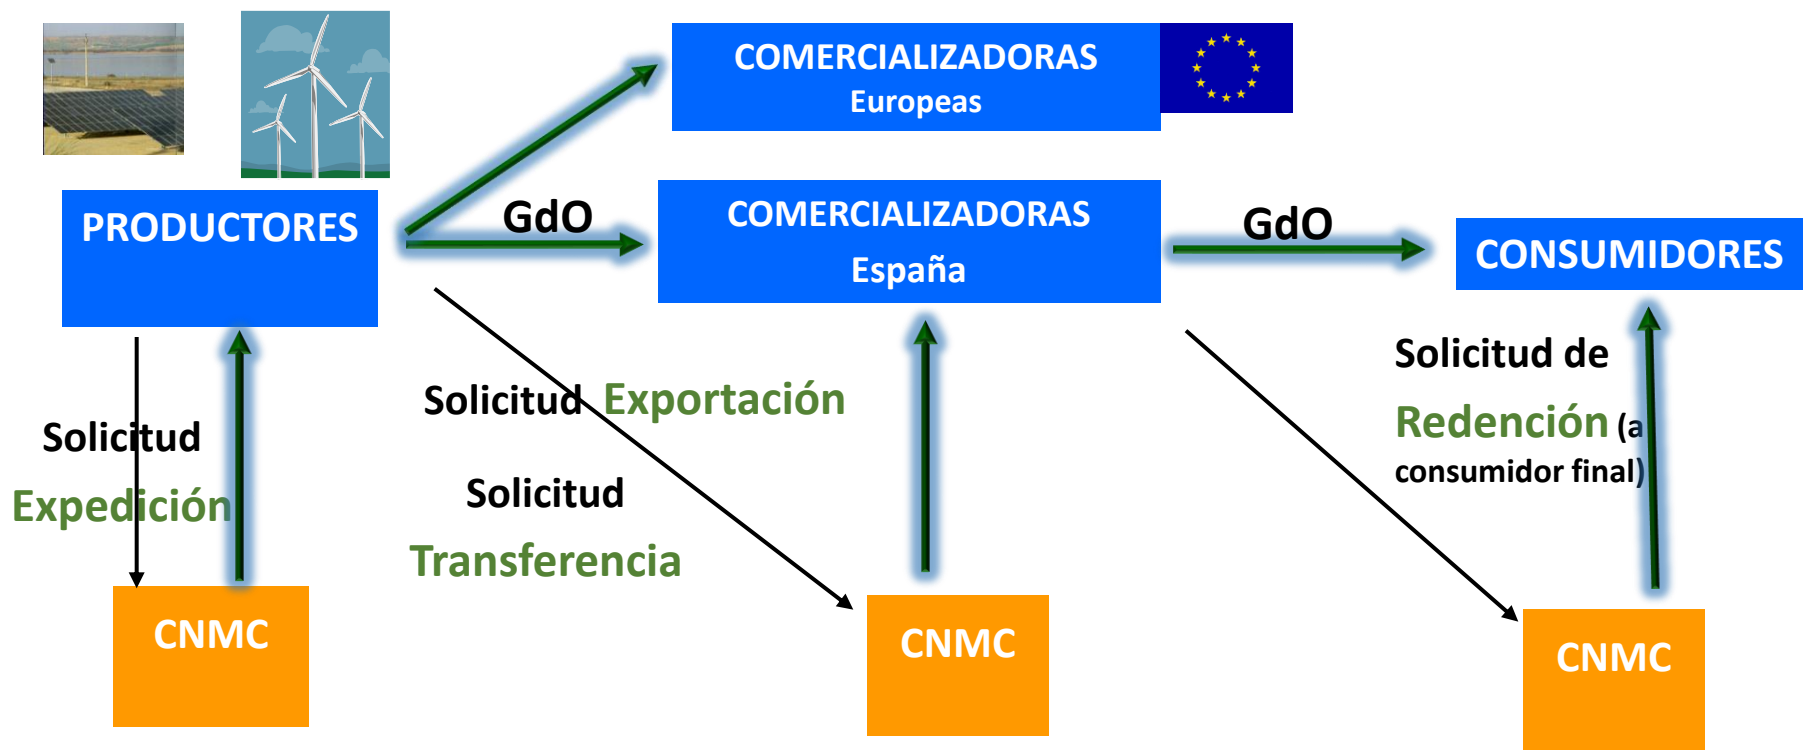 COMERCIALIZADORAS
Europeas
PRODUCTORES
GdO
COMERCIALIZADORAS
España
GdO
CONSUMIDORES
Solicitud Exportación
Solicitud
Expedición
Solicitud
Transferencia
Solicitud de
Redención (a
consumidor final)
CNMC
CNMC
CNMC